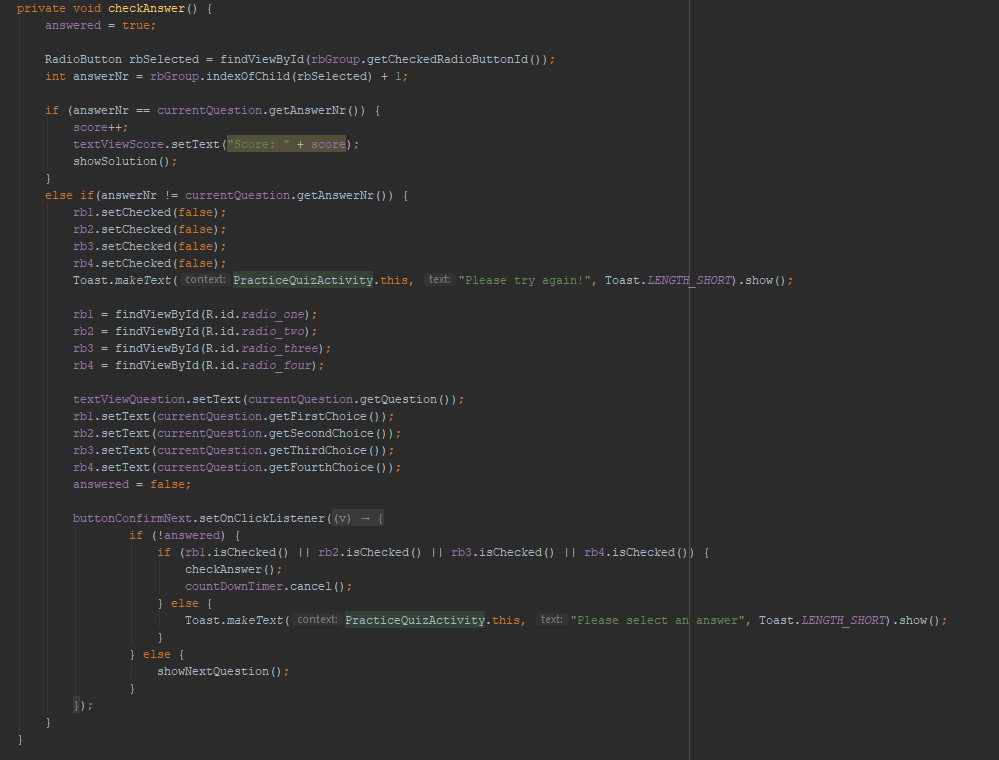 private void checkAnswer() {
    answered = true;

    RadioButton rbSelected = findViewById(rbGroup.getCheckedRadioButtonId());
    int answerNr = rbGroup.indexOfChild(rbSelected) + 1;

    if (answerNr == currentQuestion.getAnswerNr()) {
        score++;
        textViewScore.setText("Score: " + score);
        showSolution();
    }
    else if(answerNr != currentQuestion.getAnswerNr()) {
        rb1.setChecked(false);
        rb2.setChecked(false);
        rb3.setChecked(false);
        rb4.setChecked(false);
        Toast.makeText( context: PracticeQuizActivity.this, text: "Please try again!", Toast.LENGTH_SHORT).show();

        rb1 = findViewById(R.id.radio_one);
        rb2 = findViewById(R.id.radio_two);
        rb3 = findViewById(R.id.radio_three);
        rb4 = findViewById(R.id.radio_four);

        textViewQuestion.setText(currentQuestion.getQuestion());
        rb1.setText(currentQuestion.getFirstChoice());
        rb2.setText(currentQuestion.getSecondChoice());
        rb3.setText(currentQuestion.getThirdChoice());
        rb4.setText(currentQuestion.getFourthChoice());
        answered = false;

        buttonConfirmNext.setOnClickListener((v) → {
                if (!answered) {
                    if (rb1.isChecked() || rb2.isChecked() || rb3.isChecked() || rb4.isChecked()) {
                        checkAnswer();
                        countDownTimer.cancel();
                    } else {
                        Toast.makeText( context: PracticeQuizActivity.this, text: "Please select an answer", Toast.LENGTH_SHORT).show();
                    }
                } else {
                    showNextQuestion();
                }
        });
    }
}